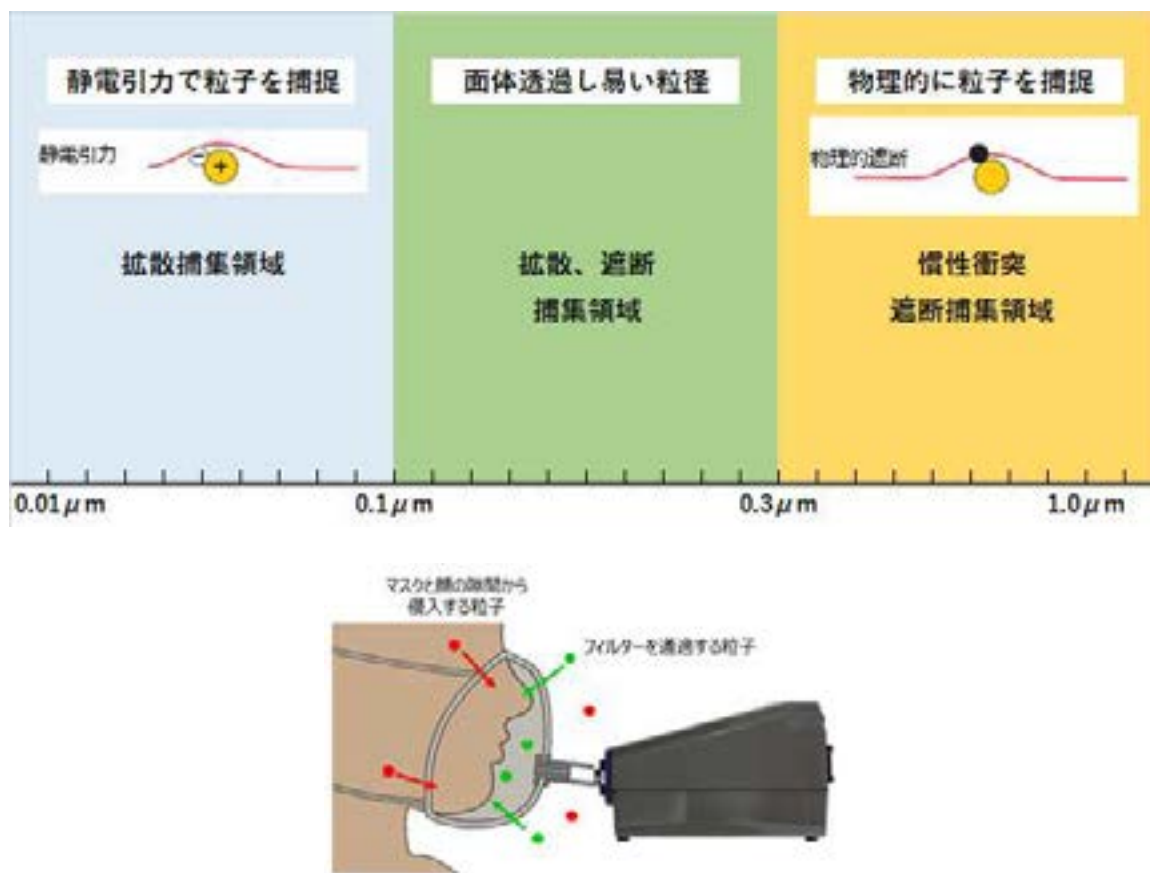 静電引力で粒子を捕捉
面体透過し易い粒径
物理的に粒子を捕捉
静電引力
−
+
物理的遮断
拡散捕集領域
拡散、遮断
捕集領域
慣性衝突
遮断捕集領域
0.01μm
0.1μm
0.3μm
1.0μm
マスクと顔の隙間から
侵入する粒子
フィルターを通過する粒子